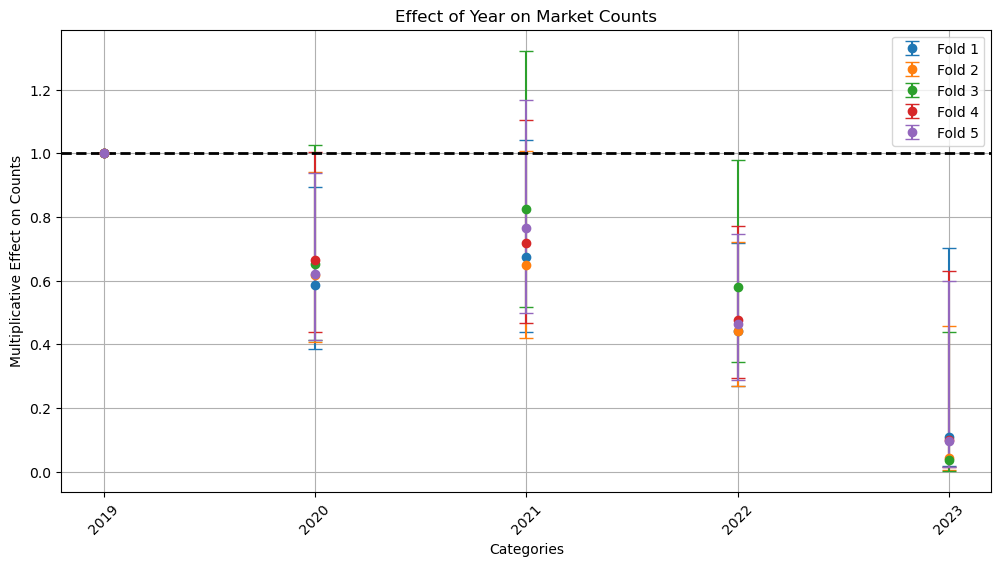 Effect of Year on Market Counts
Multiplicative Effect on Counts
1.2
1.0
0.8
0.6
0.4
0.2
0.0
Fold 1
Fold 2
Fold 3
Fold 4
Fold 5
2019
2020
2021
2022
2023
Categories